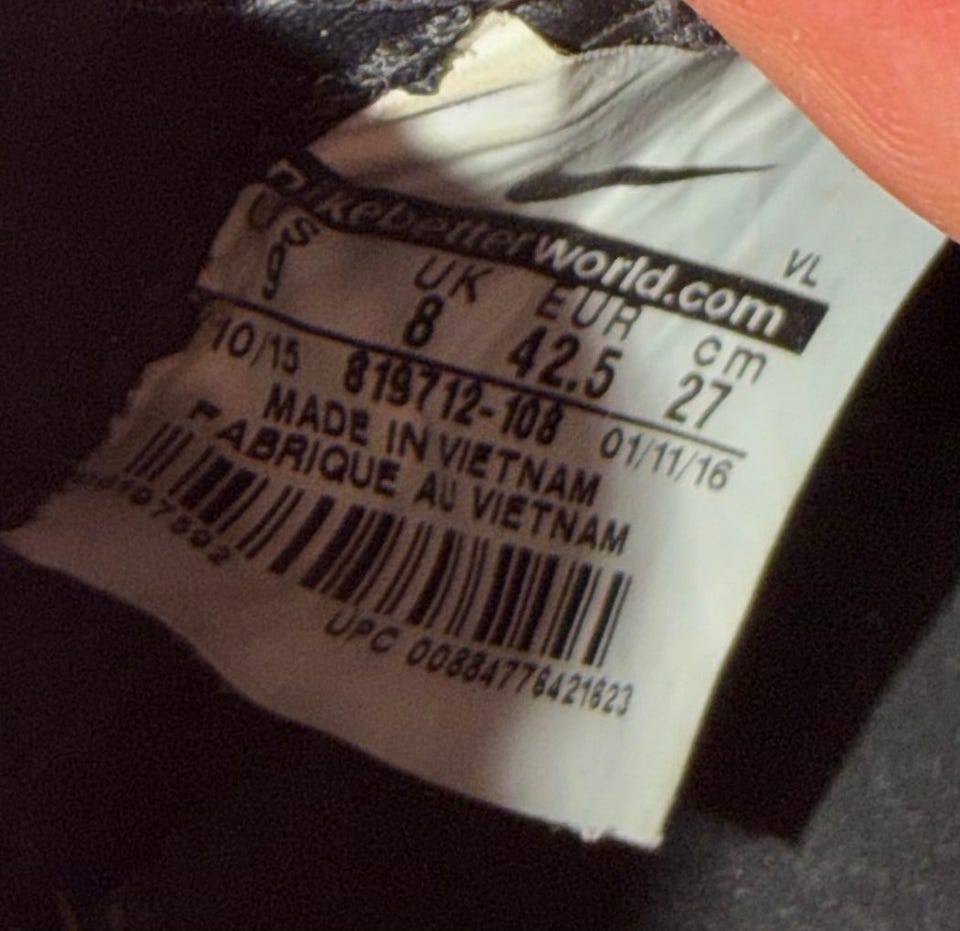 nikebetterworld.com VL
US UK EUR cm
9 8 42.5 27
10/15 819712-108 01/11/16
MADE IN VIETNAM
FABRIQUE AU VIETNAM
UPC 00884776421623